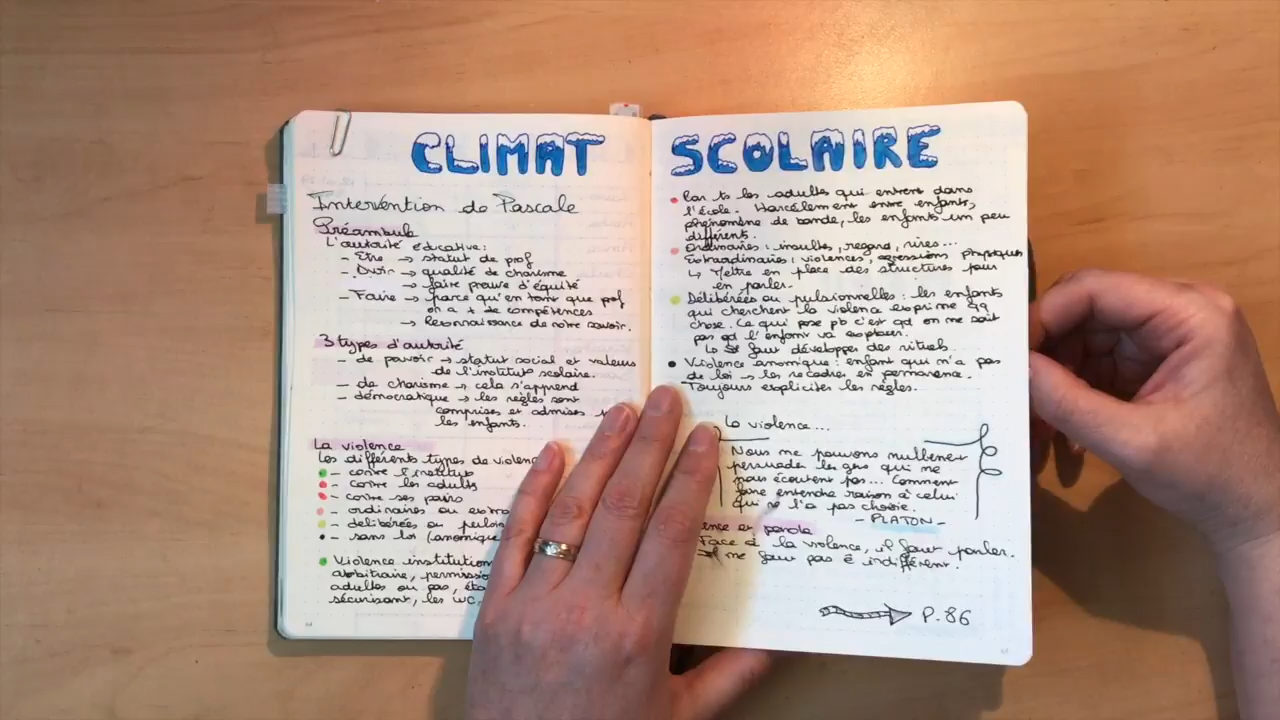 CLIMAT SCOLAIRE
Intervention de Pascale
Préambule
L'autorité éducative:
- Être → statut de prof
- Avoir → qualité de charisme
→ faire preuve d'équité
- Faire → parce qu'en tant que prof
on a + de compétences
→ Reconnaissance de notre savoir.
3 types d'autorité
- de pouvoir → statut social et valeurs
de l'institut scolaire.
- de charisme → cela s'apprend
- démocratique → les règles sont
comprises et admises
les enfants.
La violence
Les différents types de violence
- contre l'institut
- contre les adultes
- contre ses pairs
- ordinaires ou extra
- délibérées ou pulsio
- sans loi (anomique
Violence institution
arbitraire, permissio
adultes ou pas, éta
sécurisant, les WC,
Par ts les adultes qui entrent dans
l'école. Harcèlement entre enfants,
phénomène de bande, les enfants un peu
différents.
Ordinaires : insultes, regard, rires...
Extraordinaires : violences, agressions physiques
↳ Mettre en place des structures pour
en parler.
Délibérées ou pulsionnelles : les enfants
qui cherchent la violence exprime qq
chose. Ce qui pose pb c'est qd on ne sait
pas qd l'enfant va exploser.
↳ Il faut développer des rituels.
Violence anomique : enfant qui n'a pas
de loi → les recadrer en permanence.
Toujours expliciter les règles.
La violence...
Nous ne pouvons nullement
persuader les gens qui ne
nous écoutent pas... Comment
faire entendre raison à celui
qui ne l'a pas choisie.
- PLATON -
ence et parole
Face à la violence, il faut parler.
Il ne faut pas ê indifférent.
P.86